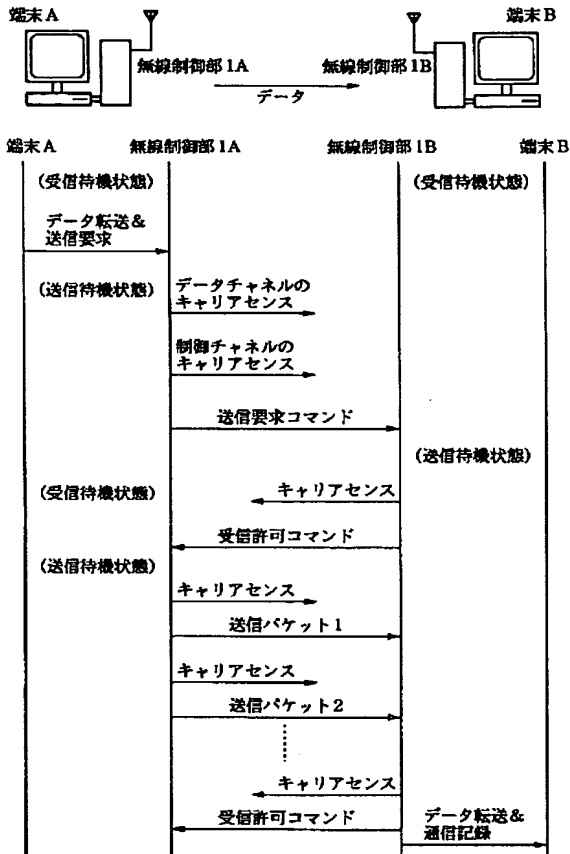 端末A
端末B
無線制御部1A
無線制御部1B
データ
端末A
無線制御部1A
無線制御部1B
端末B
(受信待機状態)
(受信待機状態)
データ転送&
送信要求
(送信待機状態)
データチャネルの
キャリアセンス
制御チャネルの
キャリアセンス
送信要求コマンド
(送信待機状態)
(受信待機状態)
キャリアセンス
受信許可コマンド
(送信待機状態)
キャリアセンス
送信パケット1
キャリアセンス
送信パケット2
キャリアセンス
受信許可コマンド
データ転送&
通信記録